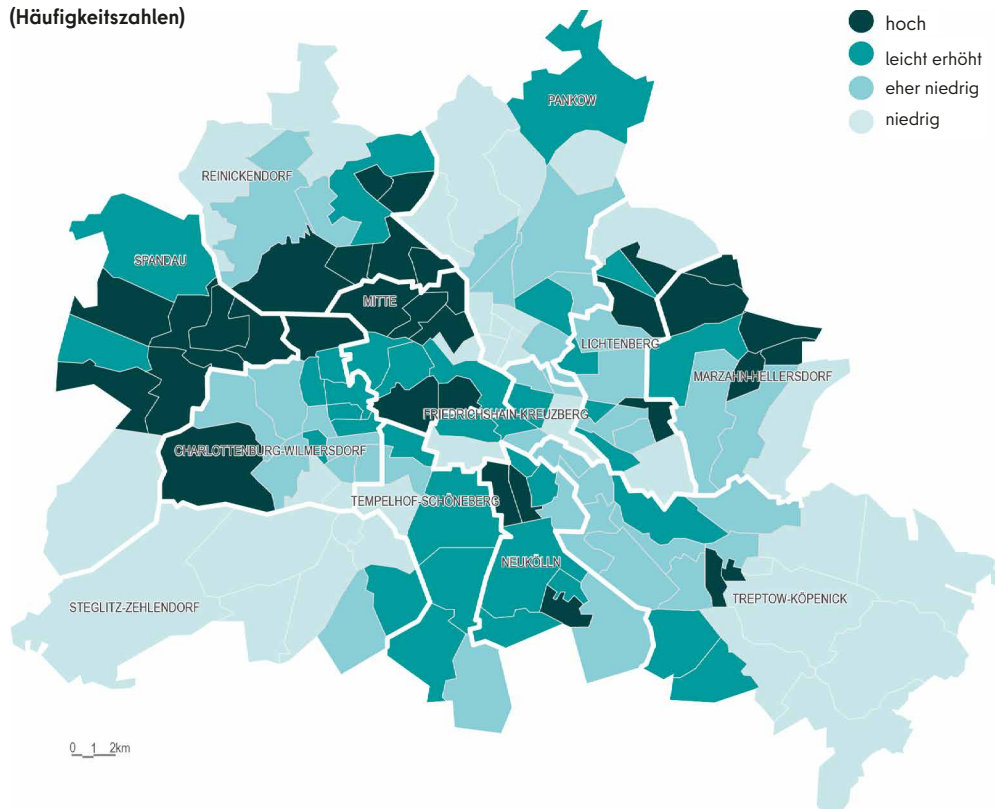 (Häufigkeitszahlen)
hoch
leicht erhöht
eher niedrig
niedrig
PANKOW
REINICKENDORF
SPANDAU
MITTE
LICHTENBERG
MARZAHN-HELLERSDORF
FRIEDRICHSHAIN-KREUZBERG
CHARLOTTENBURG-WILMERSDORF
TEMPELHOF-SCHÖNEBERG
NEUKÖLLN
TREPTOW-KÖPENICK
STEGLITZ-ZEHLENDORF
0 1 2km